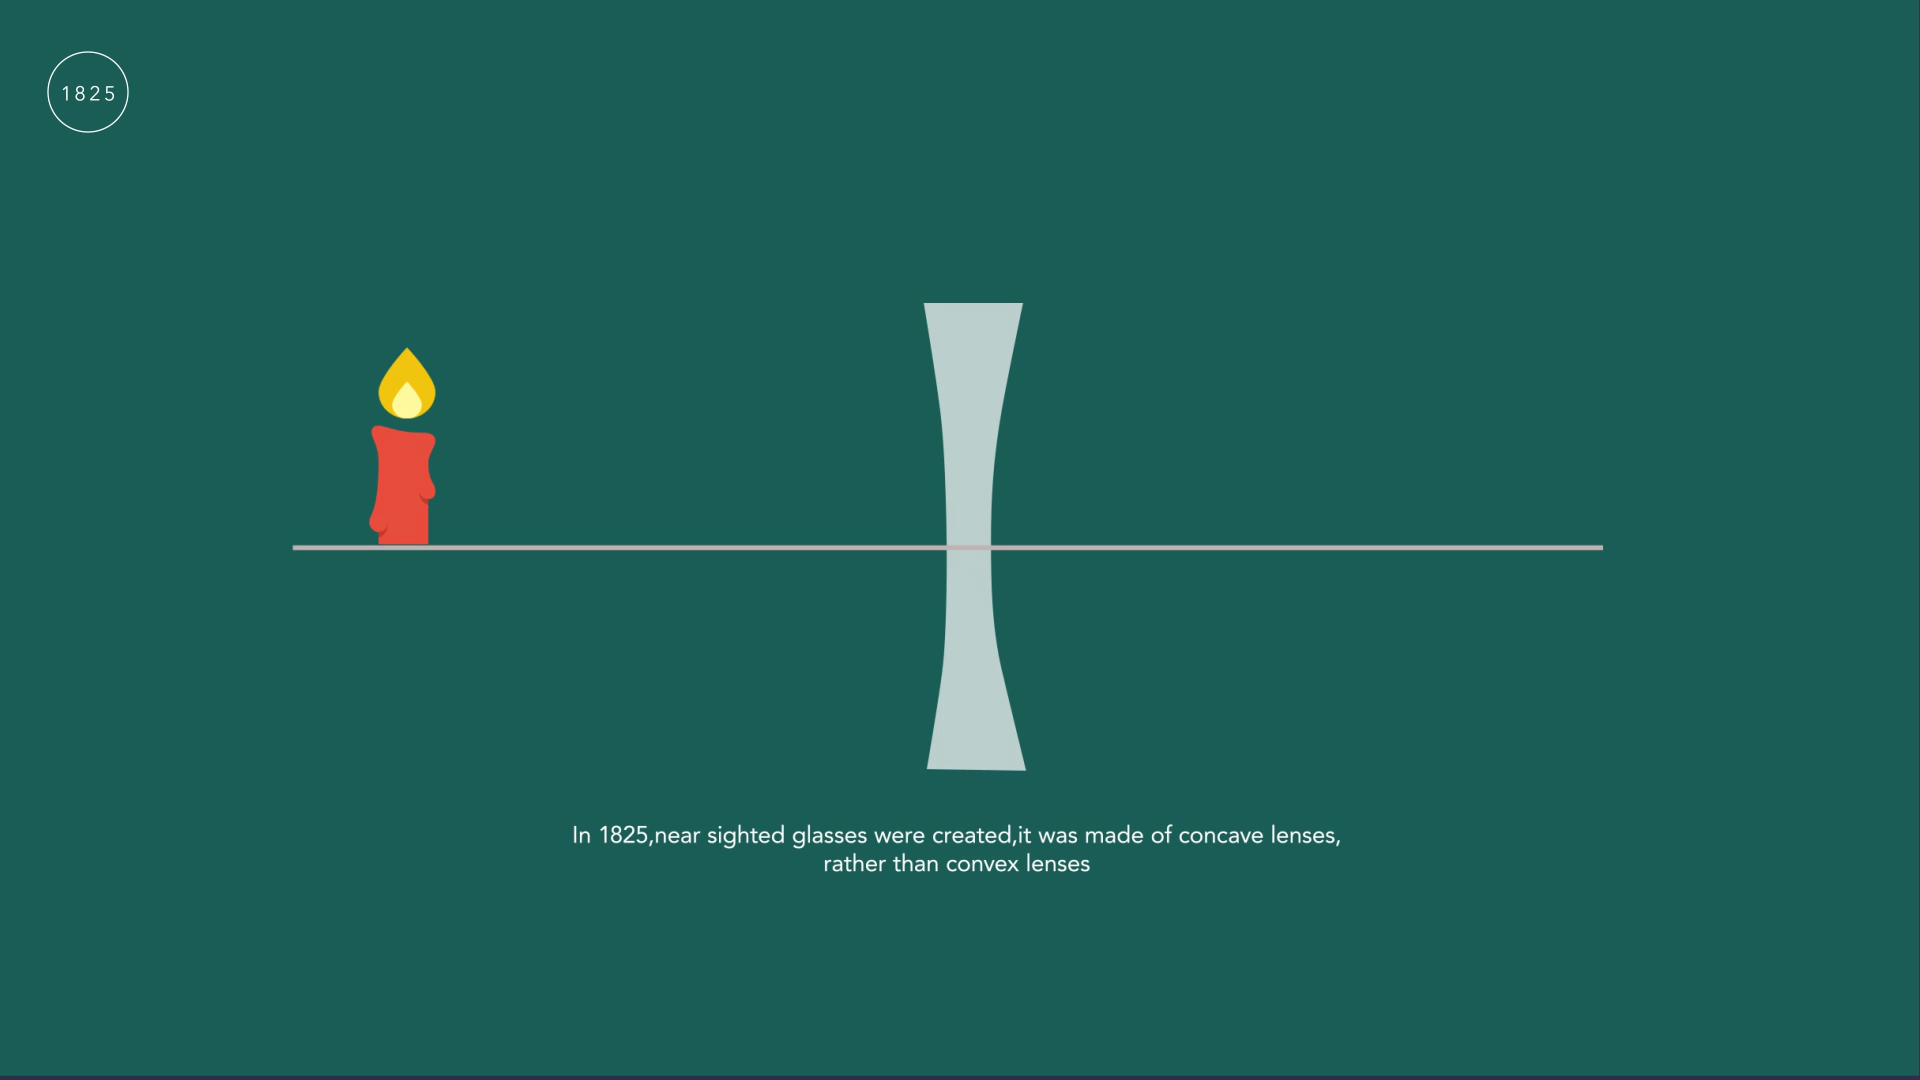 1825
In 1825,near sighted glasses were created,it was made of concave lenses,
rather than convex lenses